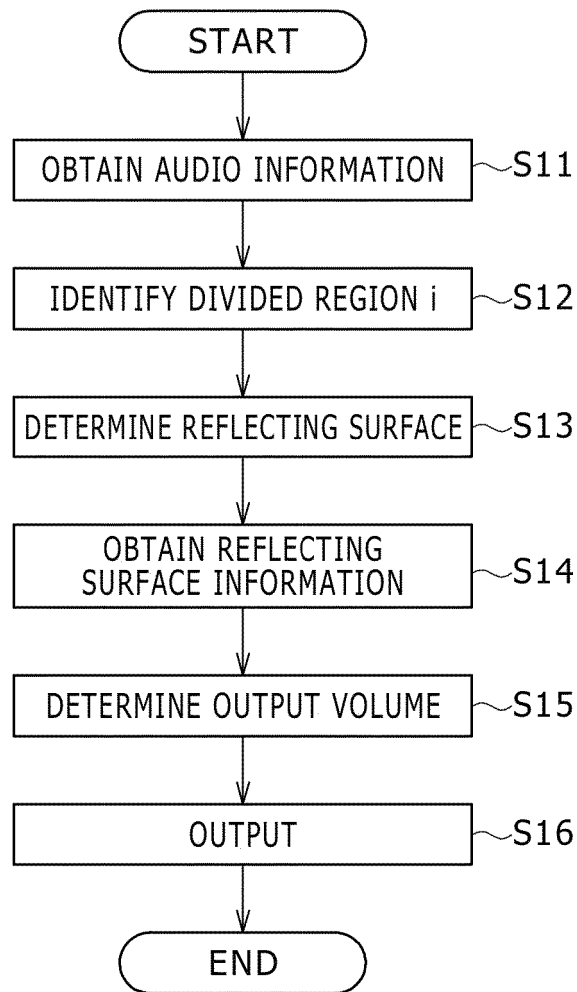 START
OBTAIN AUDIO INFORMATION
S11
IDENTIFY DIVIDED REGION i
S12
DETERMINE REFLECTING SURFACE
S13
OBTAIN REFLECTING
SURFACE INFORMATION
S14
DETERMINE OUTPUT VOLUME
S15
OUTPUT
S16
END